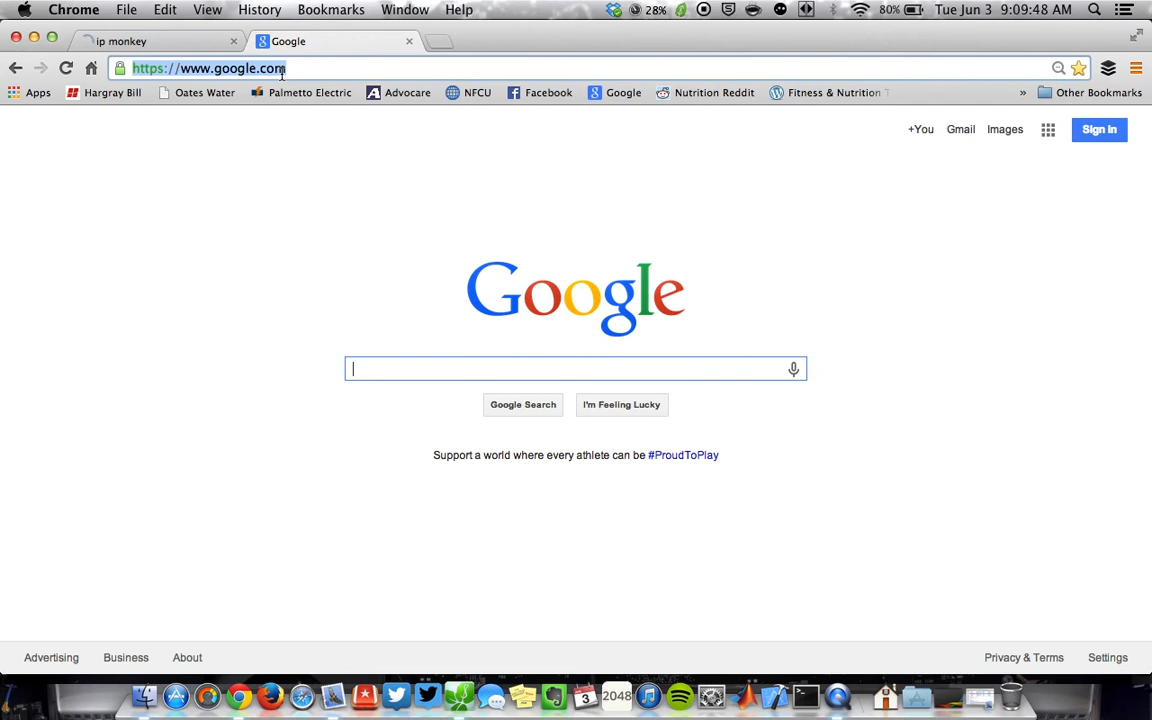 Chrome File Edit View History Bookmarks Window Help 28% 80% Tue Jun 3 9:09:48 AM
ip monkey Google
https://www.google.com
Apps Hargray Bill Oates Water Palmetto Electric Advocare NFCU Facebook Google Nutrition Reddit Fitness & Nutrition » Other Bookmarks
+You Gmail Images Sign in
Google
Google Search I'm Feeling Lucky
Support a world where every athlete can be #ProudToPlay
Advertising Business About Privacy & Terms Settings
3 2048